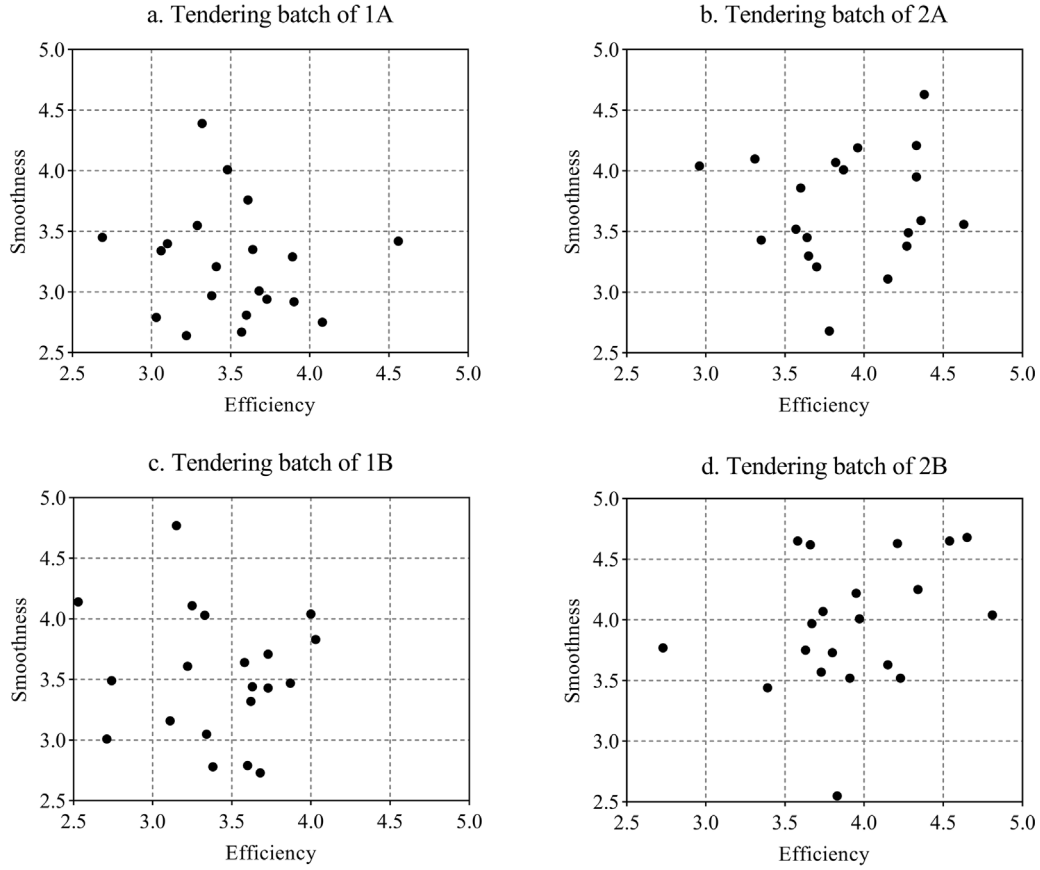 a. Tendering batch of 1A
5.0
4.5
4.0
3.5
3.0
2.5
Smoothness
2.5 3.0 3.5 4.0 4.5 5.0
Efficiency
b. Tendering batch of 2A
5.0
4.5
4.0
3.5
3.0
2.5
Smoothness
2.5 3.0 3.5 4.0 4.5 5.0
Efficiency
c. Tendering batch of 1B
5.0
4.5
4.0
3.5
3.0
2.5
Smoothness
2.5 3.0 3.5 4.0 4.5 5.0
Efficiency
d. Tendering batch of 2B
5.0
4.5
4.0
3.5
3.0
2.5
Smoothness
2.5 3.0 3.5 4.0 4.5 5.0
Efficiency